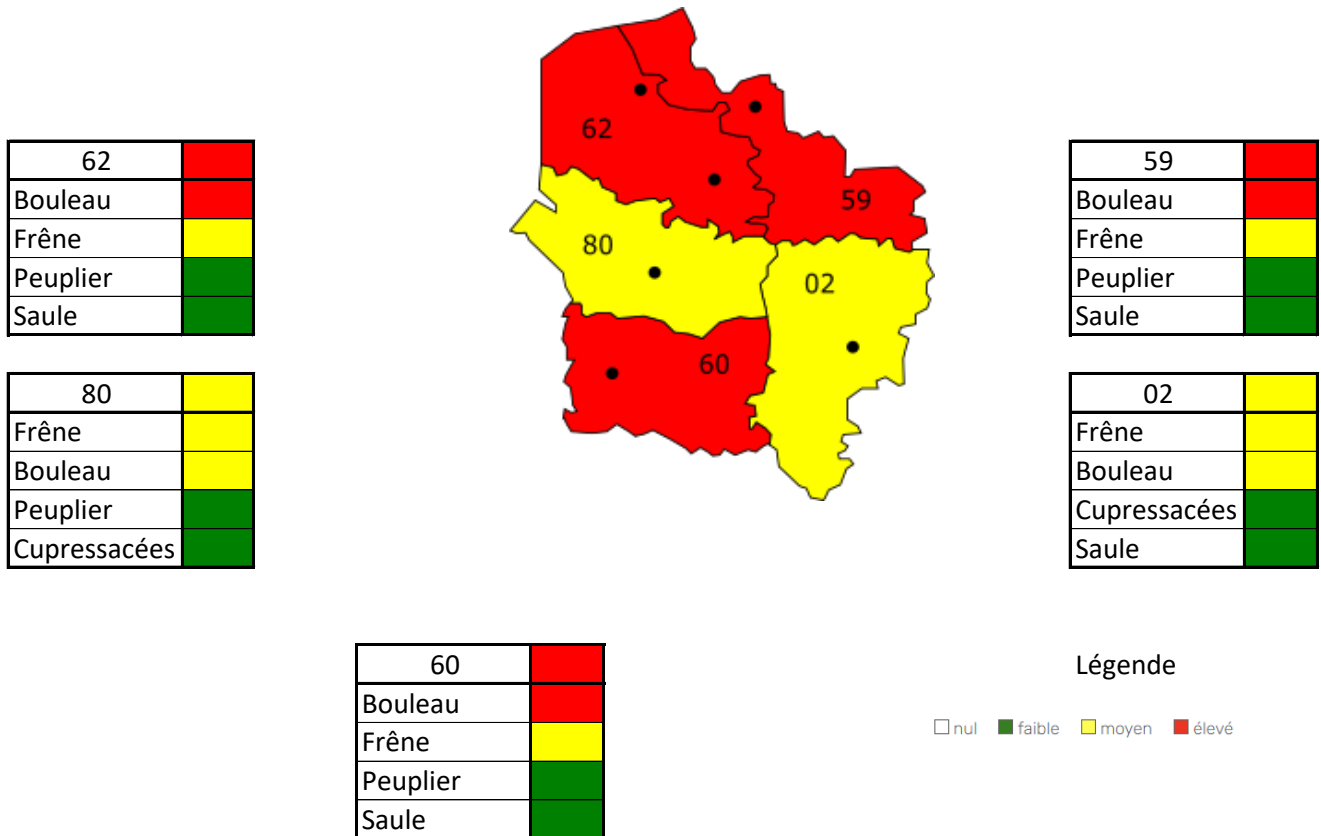 62
Bouleau
Frêne
Peuplier
Saule
80
Frêne
Bouleau
Peuplier
Cupressacées
62
59
80
02
60
59
Bouleau
Frêne
Peuplier
Saule
02
Frêne
Bouleau
Cupressacées
Saule
60
Bouleau
Frêne
Peuplier
Saule
Légende
nul faible moyen élevé